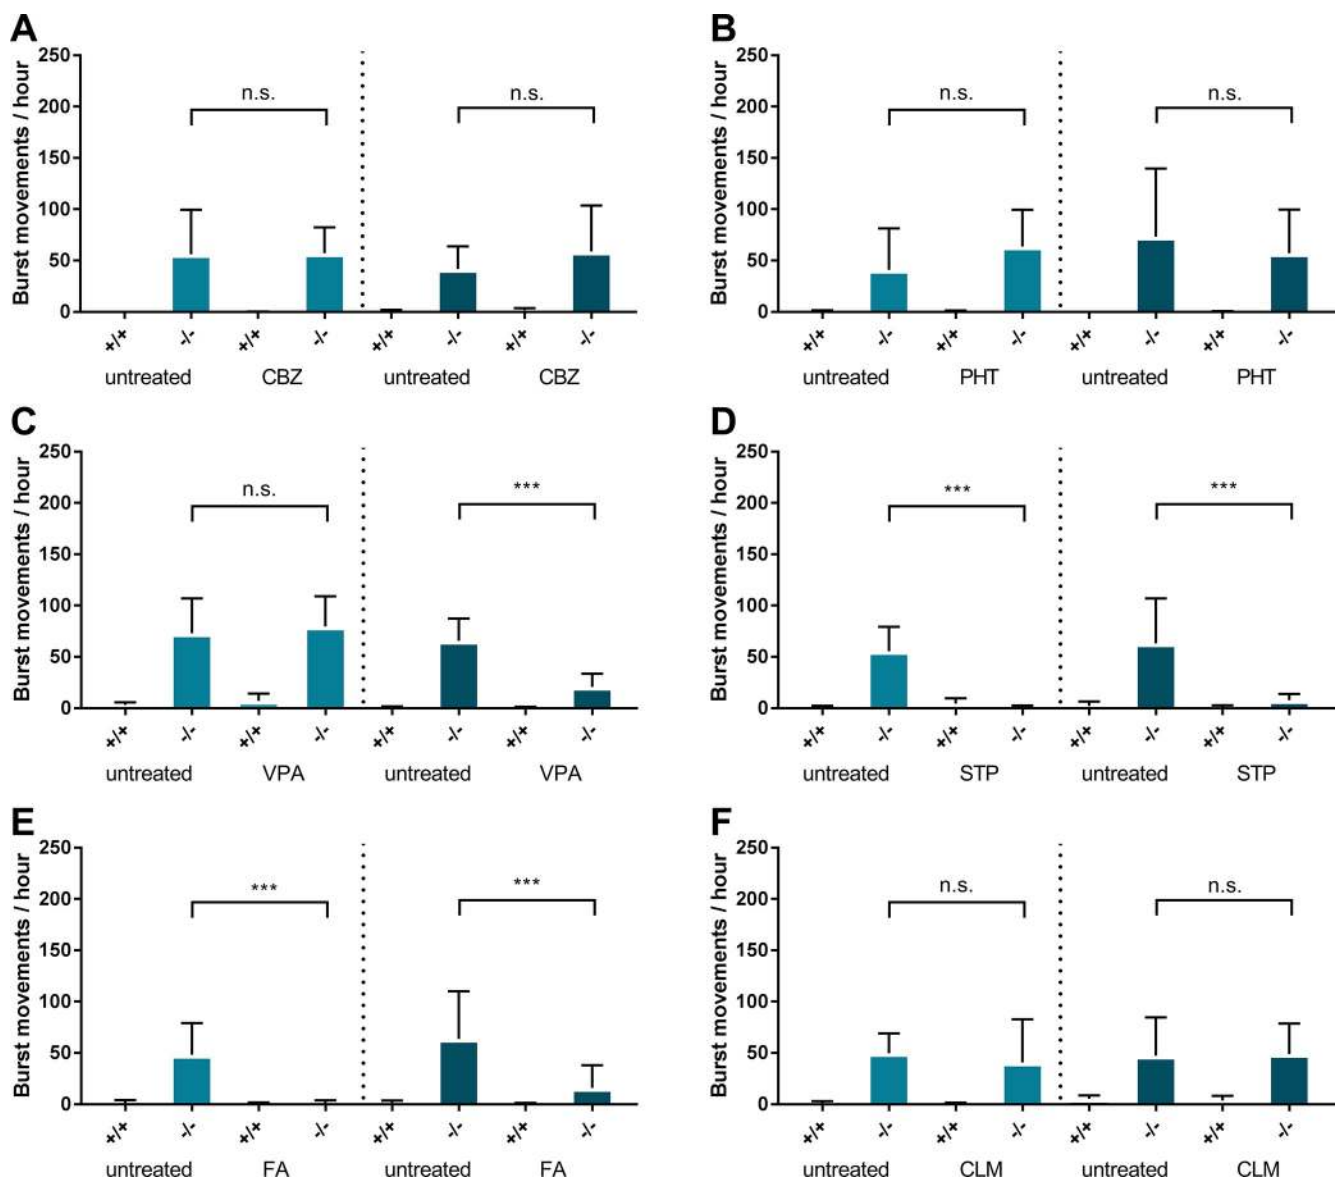 A
Burst movements / hour
250
200
150
100
50
0
n.s.
n.s.
+/+ -/- +/+ -/- +/+ -/- +/+ -/-
untreated CBZ untreated CBZ
B
Burst movements / hour
250
200
150
100
50
0
n.s.
n.s.
+/+ -/- +/+ -/- +/+ -/- +/+ -/-
untreated PHT untreated PHT
C
Burst movements / hour
250
200
150
100
50
0
n.s.
***
+/+ -/- +/+ -/- +/+ -/- +/+ -/-
untreated VPA untreated VPA
D
Burst movements / hour
250
200
150
100
50
0
***
***
+/+ -/- +/+ -/- +/+ -/- +/+ -/-
untreated STP untreated STP
E
Burst movements / hour
250
200
150
100
50
0
***
***
+/+ -/- +/+ -/- +/+ -/- +/+ -/-
untreated FA untreated FA
F
Burst movements / hour
250
200
150
100
50
0
n.s.
n.s.
+/+ -/- +/+ -/- +/+ -/- +/+ -/-
untreated CLM untreated CLM